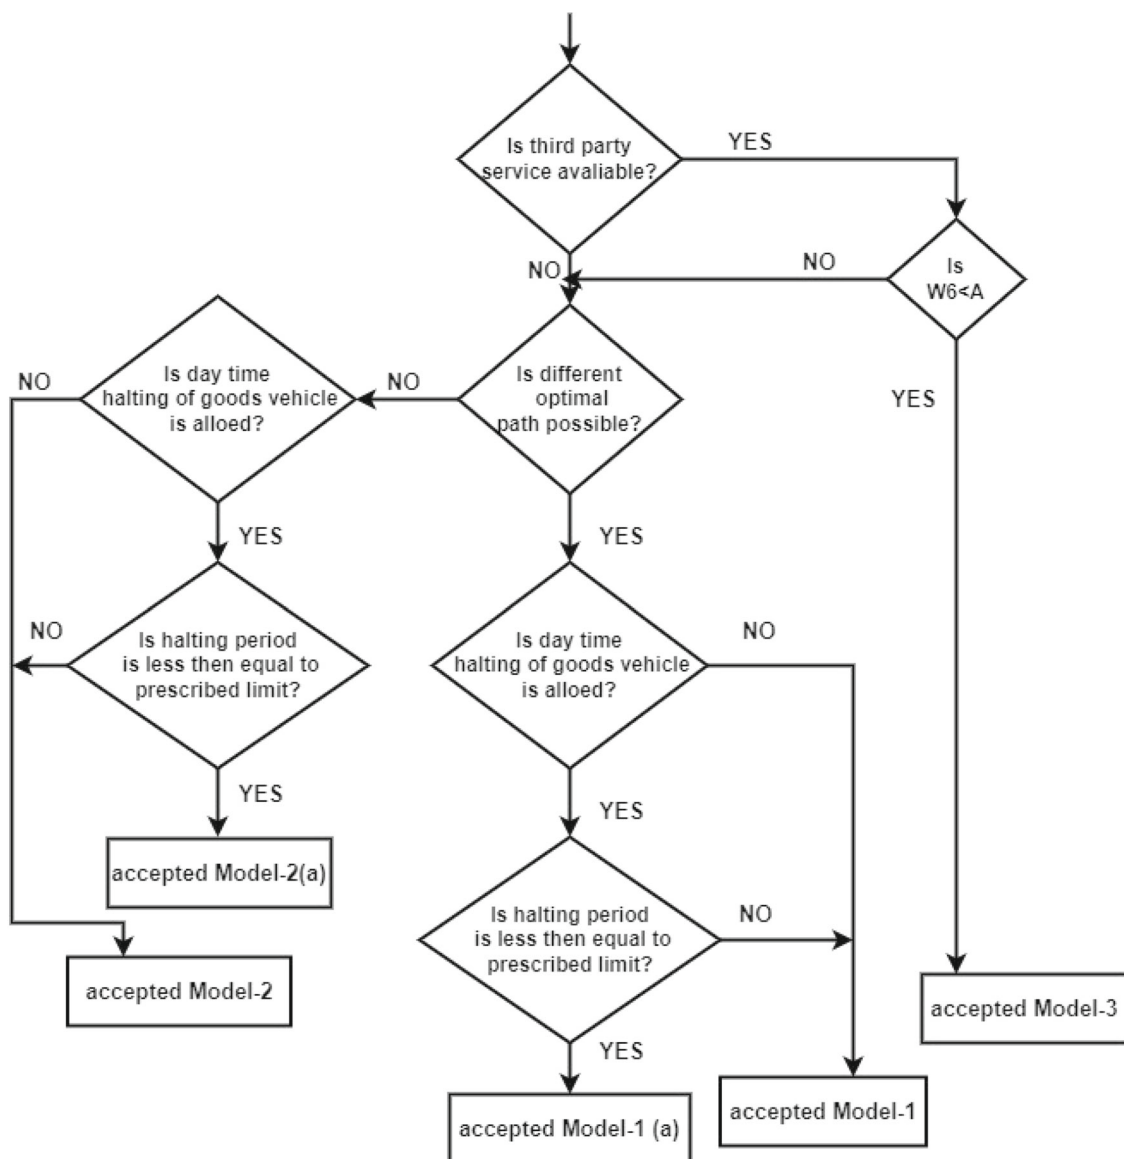 Is third party
service avaliable?
YES
Is
W6<A
NO
NO
YES
Is different
optimal
path possible?
NO
Is day time
halting of goods vehicle
is alloed?
NO
YES
YES
Is halting period
is less then equal to
prescribed limit?
NO
YES
accepted Model-2(a)
accepted Model-2
Is day time
halting of goods vehicle
is alloed?
NO
YES
Is halting period
is less then equal to
prescribed limit?
NO
YES
accepted Model-1 (a)
accepted Model-1
accepted Model-3